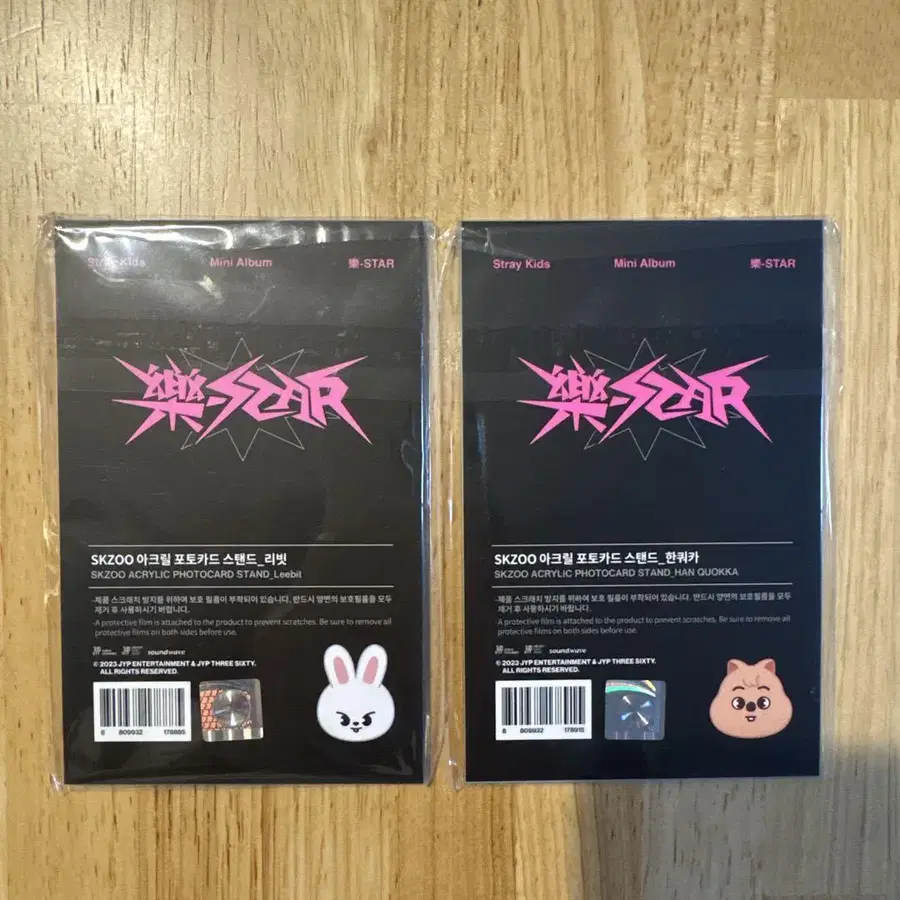 Stray Kids Mini Album 樂-STAR
樂-STAR
SKZOO 아크릴 포토카드 스탠드_리빗
SKZOO ACRYLIC PHOTOCARD STAND_Leebit
-제품 스크래치 방지를 위하여 보호 필름이 부착되어 있습니다. 반드시 양면의 보호필름을 모두
제거 후 사용하시기 바랍니다.
-A protective film is attached to the product to prevent scratches. Be sure to remove all
protective films on both sides before use.
soundwave
© 2023 JYP ENTERTAINMENT & JYP THREE SIXTY.
ALL RIGHTS RESERVED.
8 809932 178885
Stray Kids Mini Album 樂-STAR
樂-STAR
SKZOO 아크릴 포토카드 스탠드_한쿼카
SKZOO ACRYLIC PHOTOCARD STAND_HAN QUOKKA
-제품 스크래치 방지를 위하여 보호 필름이 부착되어 있습니다. 반드시 양면의 보호필름을 모두
제거 후 사용하시기 바랍니다.
-A protective film is attached to the product to prevent scratches. Be sure to remove all
protective films on both sides before use.
soundwave
© 2023 JYP ENTERTAINMENT & JYP THREE SIXTY.
ALL RIGHTS RESERVED.
8 809932 178915